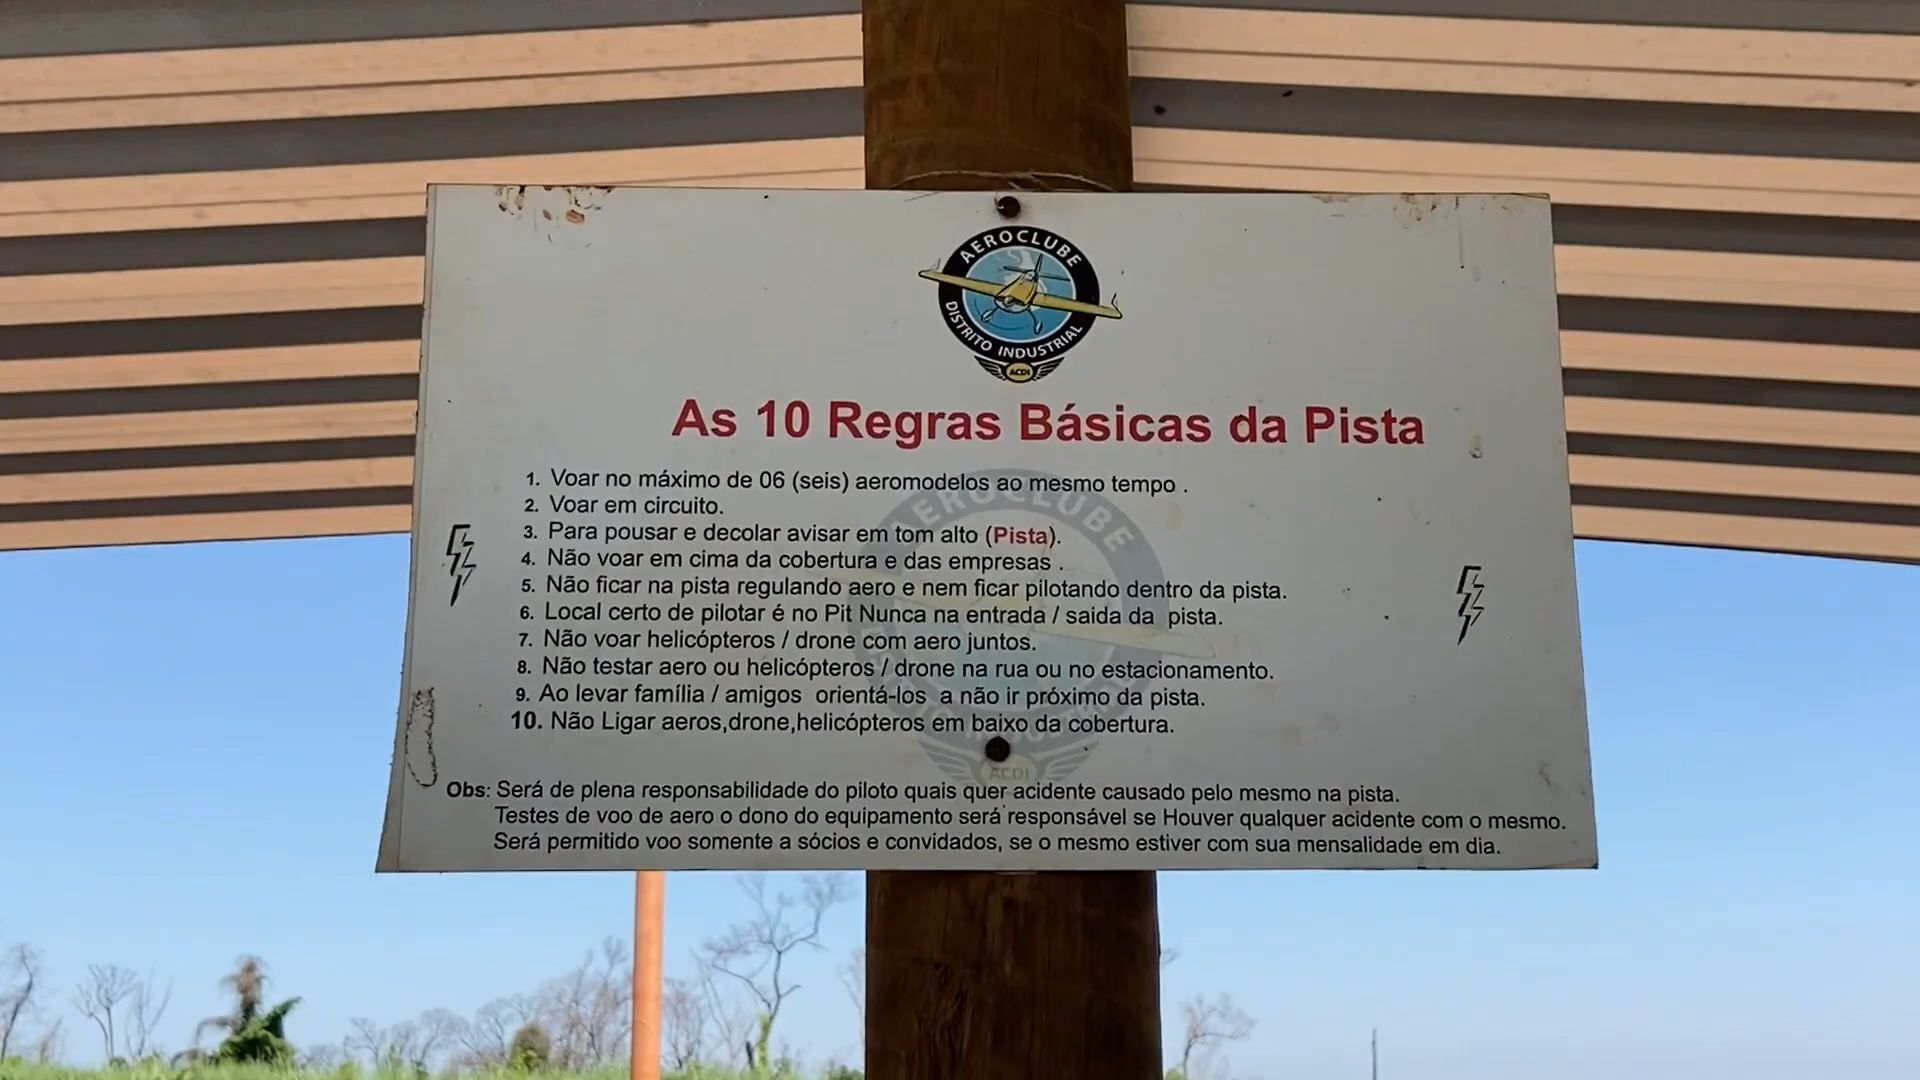 AEROCLUBE
DISTRITO INDUSTRIAL
ACDI
As 10 Regras Básicas da Pista
1. Voar no máximo de 06 (seis) aeromodelos ao mesmo tempo .
2. Voar em circuito.
3. Para pousar e decolar avisar em tom alto (Pista).
4. Não voar em cima da cobertura e das empresas .
5. Não ficar na pista regulando aero e nem ficar pilotando dentro da pista.
6. Local certo de pilotar é no Pit Nunca na entrada / saida da pista.
7. Não voar helicópteros / drone com aero juntos.
8. Não testar aero ou helicópteros / drone na rua ou no estacionamento.
9. Ao levar família / amigos orientá-los a não ir próximo da pista.
10. Não Ligar aeros,drone,helicópteros em baixo da cobertura.
Obs: Será de plena responsabilidade do piloto quais quer acidente causado pelo mesmo na pista.
Testes de voo de aero o dono do equipamento será responsável se Houver qualquer acidente com o mesmo.
Será permitido voo somente a sócios e convidados, se o mesmo estiver com sua mensalidade em dia.